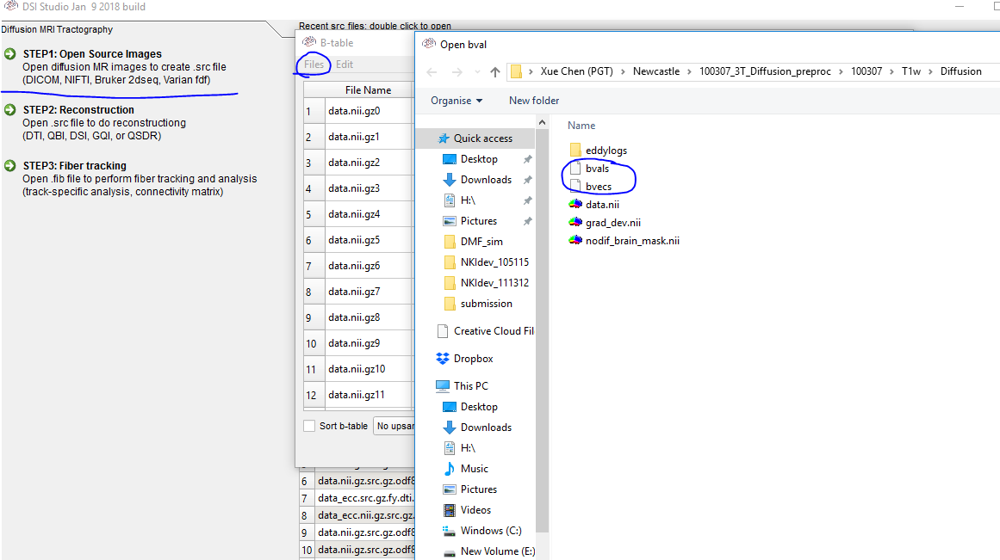 DSI Studio Jan 9 2018 build
Diffusion MRI Tractography
STEP1: Open Source Images
Open diffusion MR images to create .src file
(DICOM, NIFTI, Bruker 2dseq, Varian fdf)
STEP2: Reconstruction
Open .src file to do reconstructiong
(DTI, QBI, DSI, GQI, or QSDR)
STEP3: Fiber tracking
Open .fib file to perform fiber tracking and analysis
(track-specific analysis, connectivity matrix)
Recent src files: double click to open
B-table
Files Edit
File Name
1 data.nii.gz0
2 data.nii.gz1
3 data.nii.gz2
4 data.nii.gz3
5 data.nii.gz4
6 data.nii.gz5
7 data.nii.gz6
8 data.nii.gz7
9 data.nii.gz8
10 data.nii.gz9
11 data.nii.gz10
12 data.nii.gz11
Sort b-table No upsar
6 data.nii.gz.src.gz.odf8
7 data_ecc.src.gz.fy.dti.
8 data_ecc.nii.gz.src.gz.
9 data.nii.gz.src.gz.odf8
10 data.nii.gz.src.gz.odf8
Open bval
Xue Chen (PGT) > Newcastle > 100307_3T_Diffusion_preproc > 100307 > T1w > Diffusion
Organise New folder
Quick access
Desktop
Downloads
H:\
Pictures
DMF_sim
NKIdev_105115
NKIdev_111312
submission
Creative Cloud Fil
Dropbox
This PC
Desktop
Downloads
H:\
Music
Pictures
Videos
Windows (C:)
New Volume (E:)
Name
eddylogs
bvals
bvecs
data.nii
grad_dev.nii
nodif_brain_mask.nii